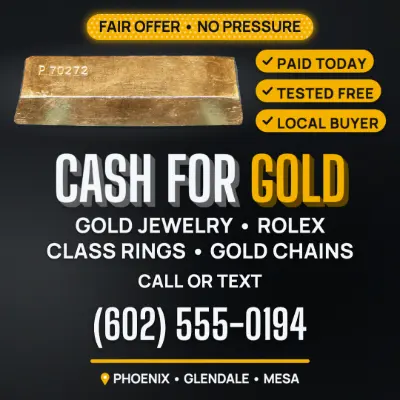 FAIR OFFER • NO PRESSURE
P 70272
PAID TODAY
TESTED FREE
LOCAL BUYER
CASH FOR GOLD
GOLD JEWELRY • ROLEX
CLASS RINGS • GOLD CHAINS
CALL OR TEXT
(602) 555-0194
PHOENIX • GLENDALE • MESA